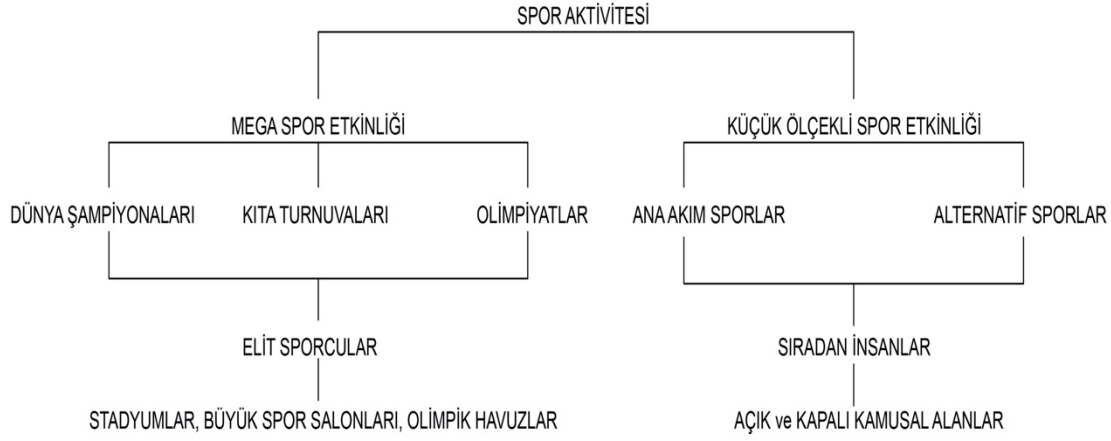 SPOR AKTİVİTESİ
MEGA SPOR ETKİNLİĞİ
KÜÇÜK ÖLÇEKLİ SPOR ETKİNLİĞİ
DÜNYA ŞAMPİYONALARI
KITA TURNUVALARI
OLİMPİYATLAR
ANA AKIM SPORLAR
ALTERNATİF SPORLAR
ELİT SPORCULAR
SIRADAN İNSANLAR
STADYUMLAR, BÜYÜK SPOR SALONLARI, OLİMPİK HAVUZLAR
AÇIK ve KAPALI KAMUSAL ALANLAR